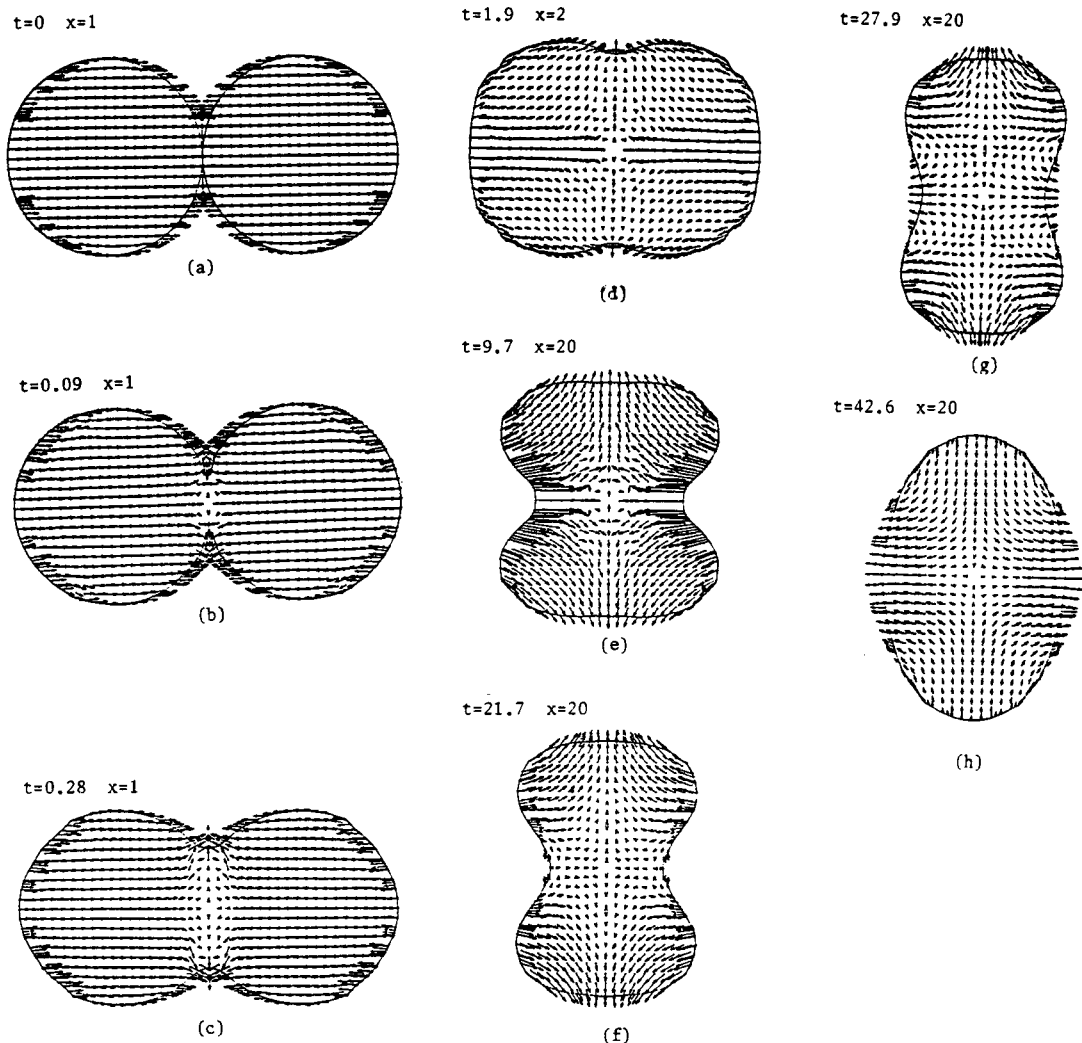 t=0 x=1
(a)
t=0.09 x=1
(b)
t=0.28 x=1
(c)
t=1.9 x=2
(d)
t=9.7 x=20
(e)
t=21.7 x=20
(f)
t=27.9 x=20
(g)
t=42.6 x=20
(h)